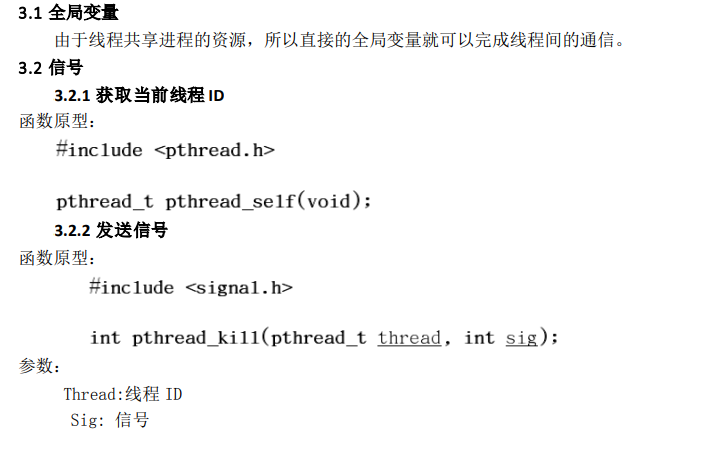 3.1 全局变量
由于线程共享进程的资源，所以直接的全局变量就可以完成线程间的通信。
3.2 信号
3.2.1 获取当前线程 ID
函数原型：
#include <pthread.h>
pthread_t pthread_self(void);
3.2.2 发送信号
函数原型：
#include <signal.h>
int pthread_kill(pthread_t thread, int sig);
参数：
Thread:线程 ID
Sig: 信号